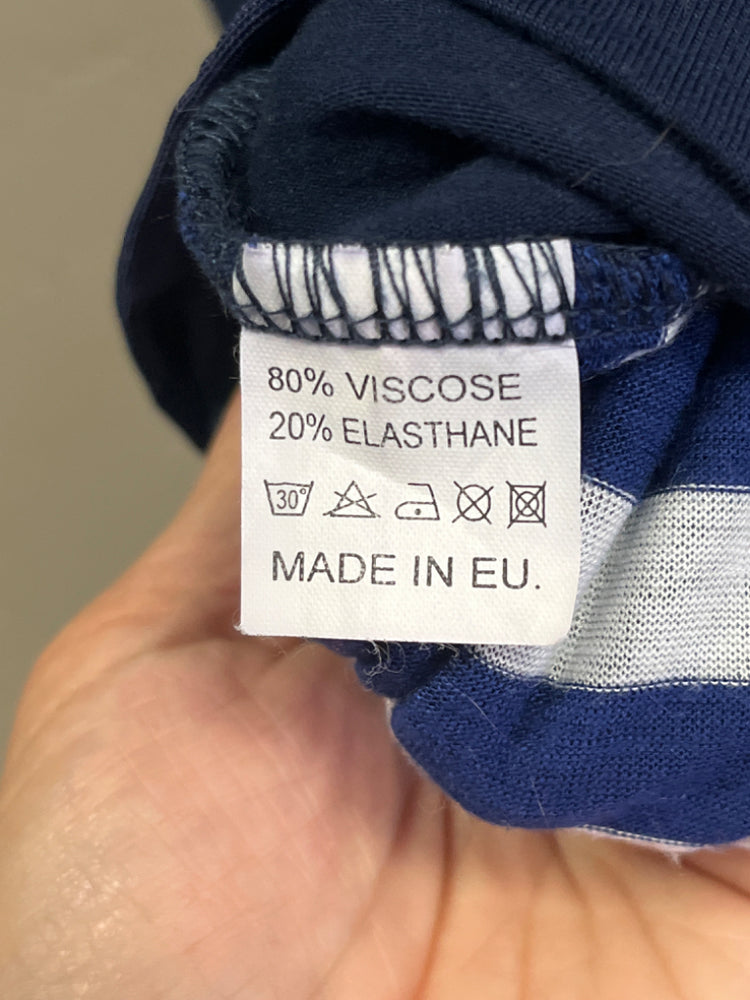 80% VISCOSE
20% ELASTHANE
30°
MADE IN EU.